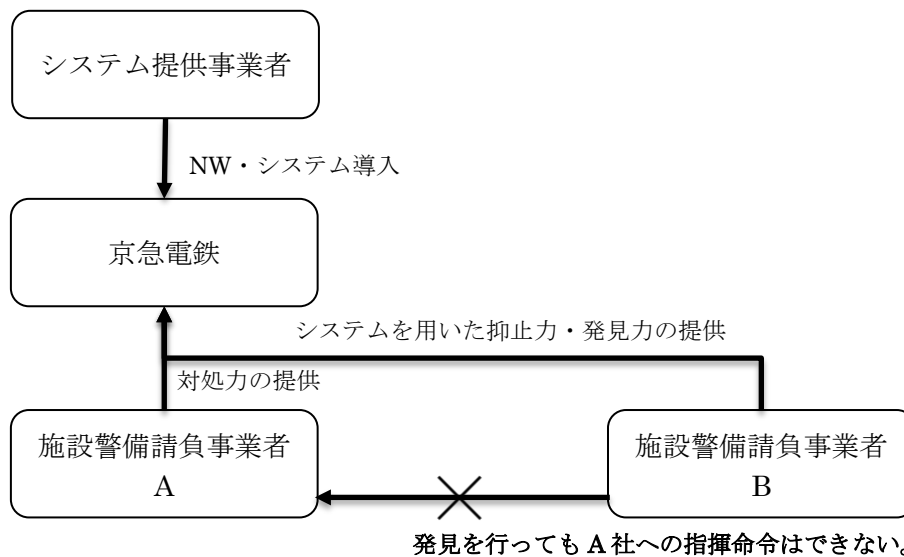 システム提供事業者
NW・システム導入
京急電鉄
システムを用いた抑止力・発見力の提供
対処力の提供
施設警備請負事業者
A
施設警備請負事業者
B
発見を行っても A 社への指揮命令はできない。